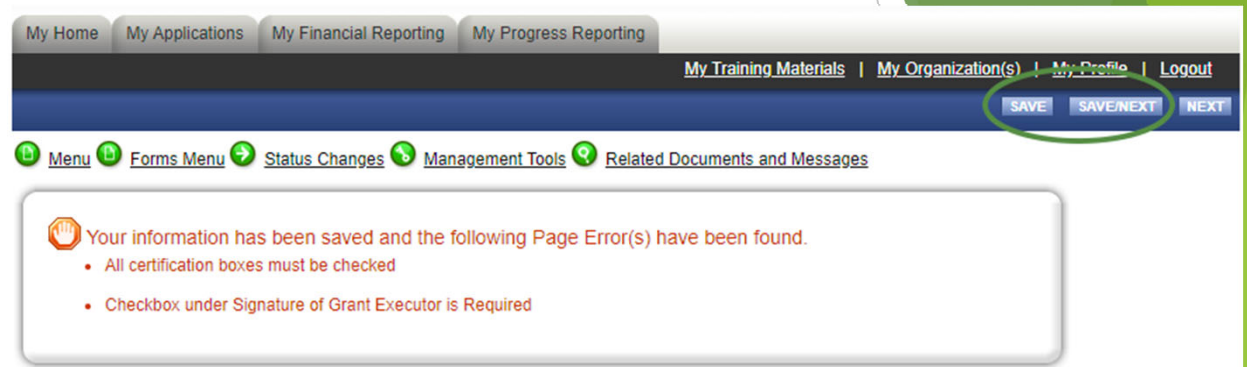 My Home My Applications My Financial Reporting My Progress Reporting
My Training Materials | My Organization(s) | My Profile | Logout
SAVE SAVE/NEXT NEXT
Menu Forms Menu Status Changes Management Tools Related Documents and Messages
Your information has been saved and the following Page Error(s) have been found.
• All certification boxes must be checked
• Checkbox under Signature of Grant Executor is Required